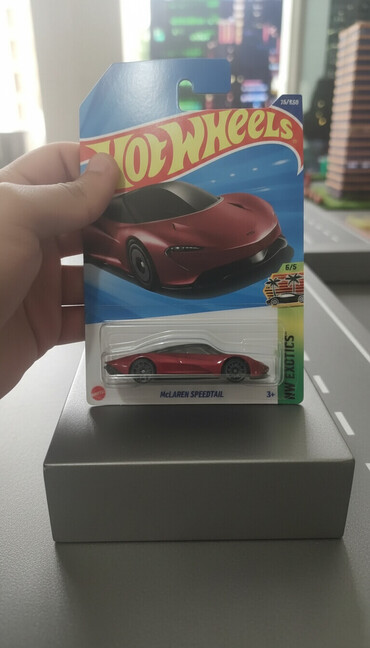 HOT WHEELS
6/5
HW EXOTICS
McLAREN SPEEDTAIL
3+